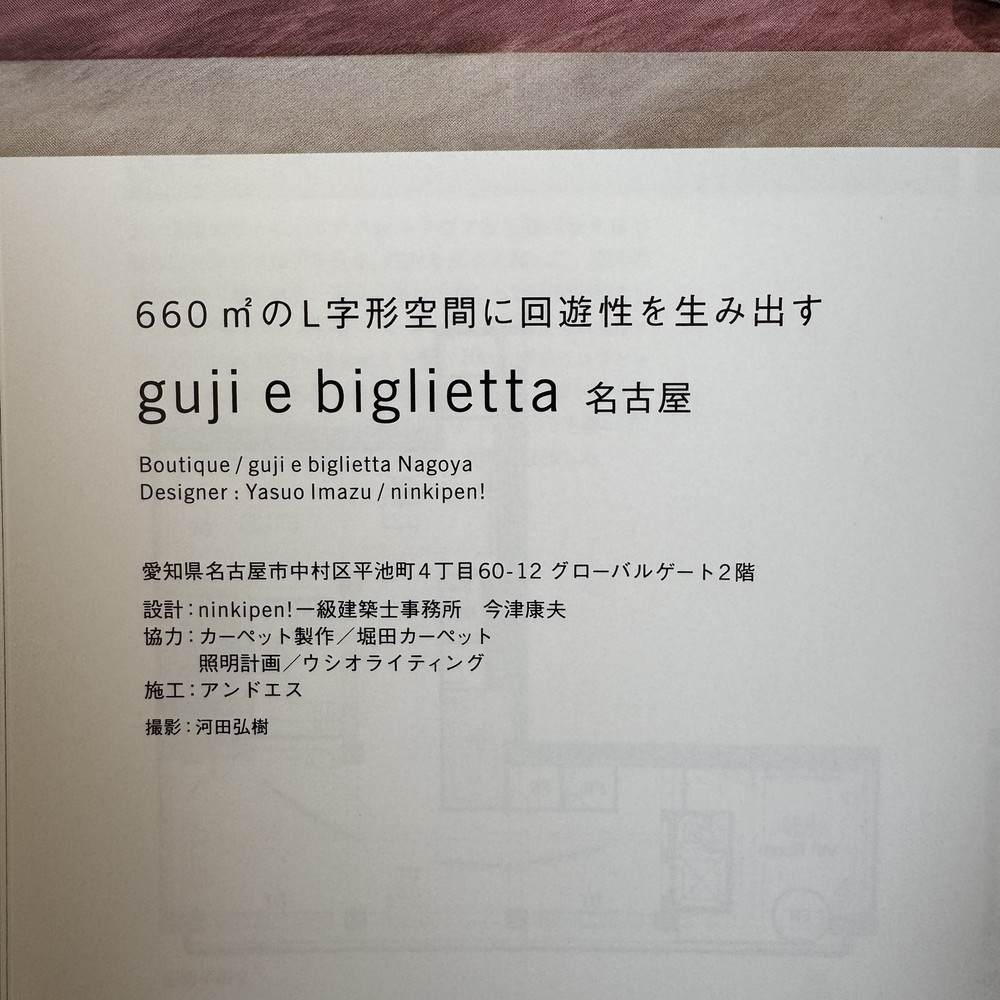 660 ㎡のL字形空間に回遊性を生み出す
guji e biglietta 名古屋
Boutique / guji e biglietta Nagoya
Designer : Yasuo Imazu / ninkipen!
愛知県名古屋市中村区平池町4丁目60-12 グローバルゲート2階
設計：ninkipen!一級建築士事務所　今津康夫
協力：カーペット製作／堀田カーペット
照明計画／ウシオライティング
施工：アンドエス
撮影：河田弘樹